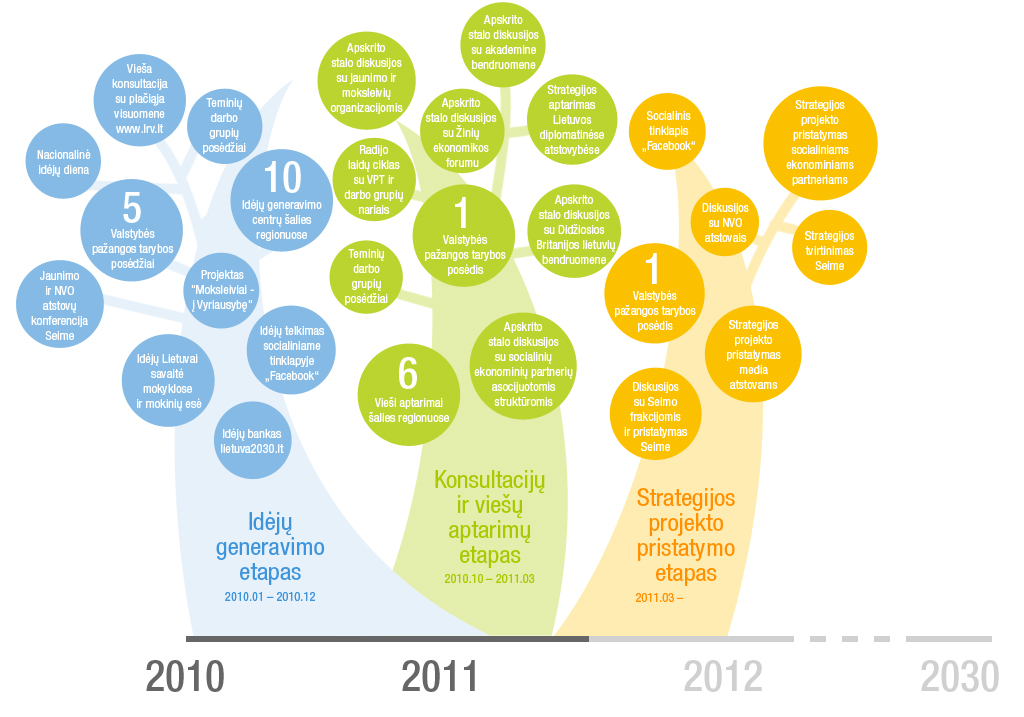 Vieša
konsultacija
su plačiąja
visuomene
www.lrv.lt
Teminių
darbo
grupių
posėdžiai
Nacionalinė
idėjų diena
10
Idėjų generavimo
centrų šalies
regionuose
5
Valstybės
pažangos tarybos
posėdžiai
Projektas
"Moksleiviai -
į Vyriausybę"
Jaunimo
ir NVO
atstovų
konferencija
Seime
Idėjų telkimas
socialiniame
tinklapyje
„Facebook“
Idėjų Lietuvai
savaitė
mokyklose
ir mokinių esė
Idėjų bankas
lietuva2030.lt
Idėjų
generavimo
etapas
2010.01 – 2010.12
Apskrito
stalo diskusijos
su jaunimo ir
moksleivių
organizacijomis
Apskrito
stalo diskusijos
su akademine
bendruomene
Apskrito
stalo diskusijos
su Žinių
ekonomikos
forumu
Strategijos
aptarimas
Lietuvos
diplomatinėse
atstovybėse
Radijo
laidų ciklas
su VPT ir
darbo grupių
nariais
1
Valstybės
pažangos tarybos
posėdis
Apskrito
stalo diskusijos
su Didžiosios
Britanijos lietuvių
bendruomene
Teminių
darbo
grupių
posėdžiai
6
Vieši aptarimai
šalies regionuose
Apskrito
stalo diskusijos
su socialinių
ekonominių partnerių
asocijuotomis
struktūromis
Konsultacijų
ir viešų
aptarimų
etapas
2010.10 – 2011.03
Socialinis
tinklapis
„Facebook“
Strategijos
projekto
pristatymas
socialiniams
ekonominiams
partneriams
Diskusijos
su NVO
atstovais
Strategijos
tvirtinimas
Seime
1
Valstybės
pažangos tarybos
posėdis
Strategijos
projekto
pristatymas
media
atstovams
Diskusijos
su Seimo
frakcijomis
ir pristatymas
Seime
Strategijos
projekto
pristatymo
etapas
2011.03 –
2010
2011
2012
2030